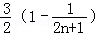 3/2 (1 - 1/(2n+1))